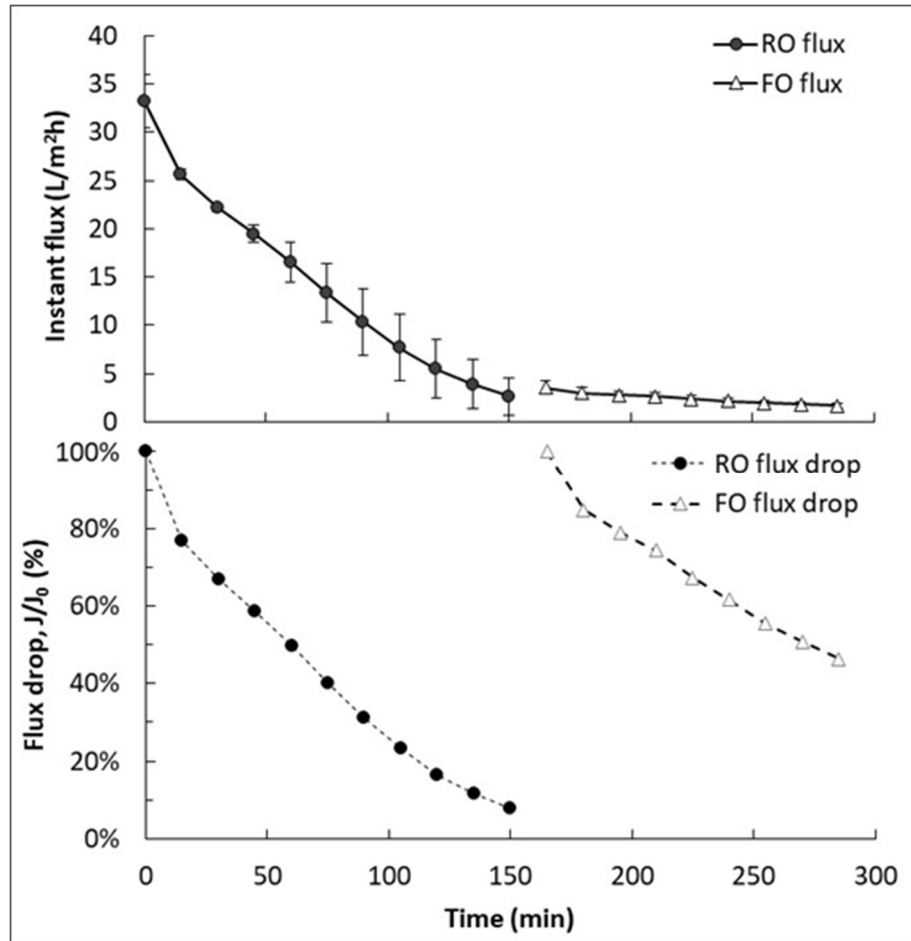 40
35
30
25
20
15
10
5
0
Instant flux (L/m²h)
RO flux
FO flux
100%
80%
60%
40%
20%
0%
Flux drop, J/J₀ (%)
RO flux drop
FO flux drop
0 50 100 150 200 250 300
Time (min)